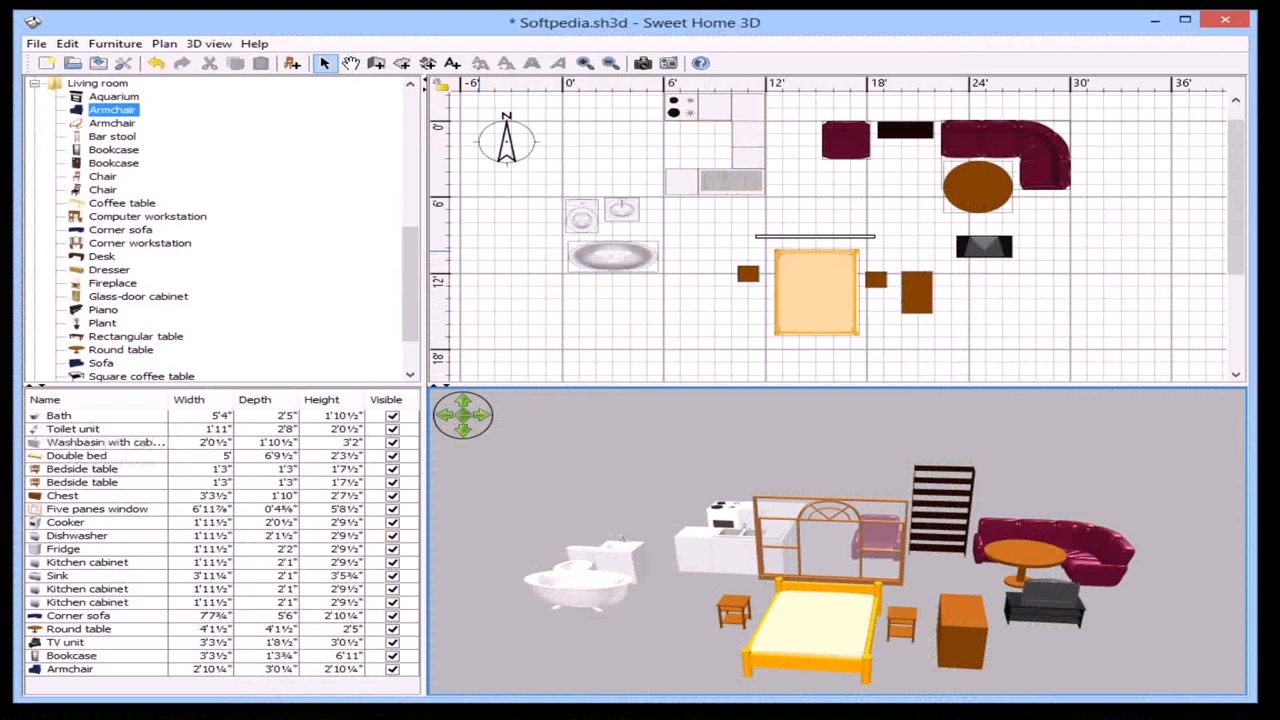 * Softpedia.sh3d - Sweet Home 3D
File Edit Furniture Plan 3D view Help
Living room
Aquarium
Armchair
Armchair
Bar stool
Bookcase
Bookcase
Chair
Chair
Coffee table
Computer workstation
Corner sofa
Corner workstation
Desk
Dresser
Fireplace
Glass-door cabinet
Piano
Plant
Rectangular table
Round table
Sofa
Square coffee table
-6' 0' 6' 12' 18' 24' 30' 36'
0'
6'
12'
18'
N
Name Width Depth Height Visible
Bath 5'4" 2'5" 1'10½"
Toilet unit 1'11" 2'8" 2'0½"
Washbasin with cab... 2'0½" 1'10½" 3'2"
Double bed 5' 6'9½" 2'3½"
Bedside table 1'3" 1'3" 1'7½"
Bedside table 1'3" 1'3" 1'7½"
Chest 3'3½" 1'10" 2'7½"
Five panes window 6'11⅞" 0'4⅝" 5'8½"
Cooker 1'11½" 2'0½" 2'9½"
Dishwasher 1'11½" 2'1½" 2'9½"
Fridge 1'11½" 2'2" 2'9½"
Kitchen cabinet 1'11½" 2'1" 2'9½"
Sink 3'11¼" 2'1" 3'5¾"
Kitchen cabinet 1'11½" 2'1" 2'9½"
Kitchen cabinet 1'11½" 2'1" 2'9½"
Corner sofa 7'7¾" 5'6" 2'10¼"
Round table 4'1½" 4'1½" 2'5"
TV unit 3'3½" 1'8½" 3'0½"
Bookcase 3'3½" 1'3¾" 6'11"
Armchair 2'10¼" 3'0¼" 2'10¼"